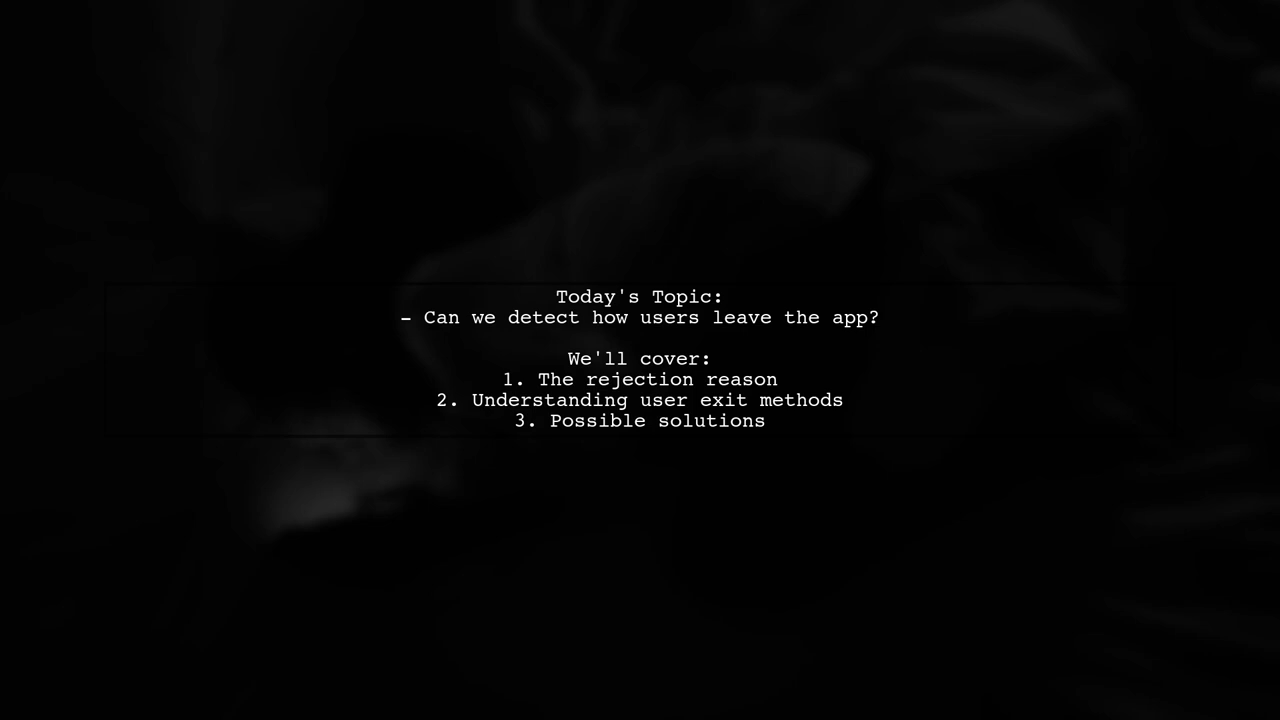 Today's Topic:
– Can we detect how users leave the app?
We'll cover:
1. The rejection reason
2. Understanding user exit methods
3. Possible solutions